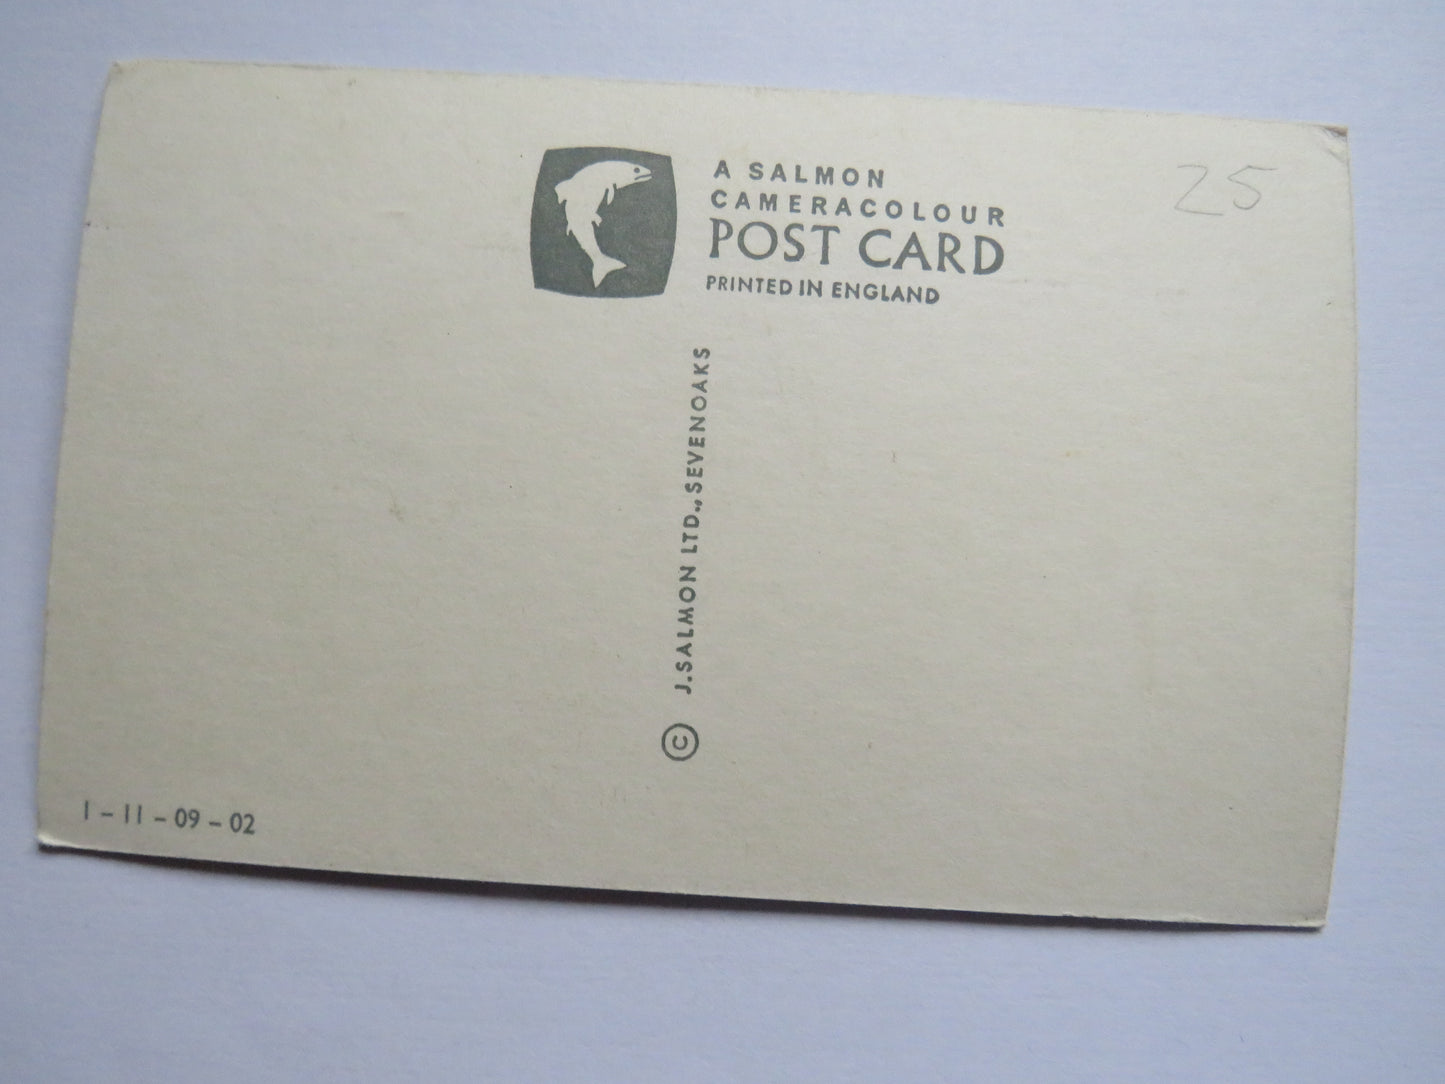 A SALMON
CAMERACOLOUR
POST CARD
PRINTED IN ENGLAND
25
© J. SALMON LTD., SEVENOAKS
1 – 11 – 09 – 02